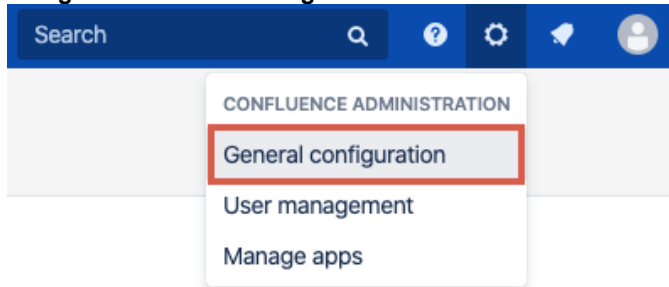 Search
CONFLUENCE ADMINISTRATION
General configuration
User management
Manage apps